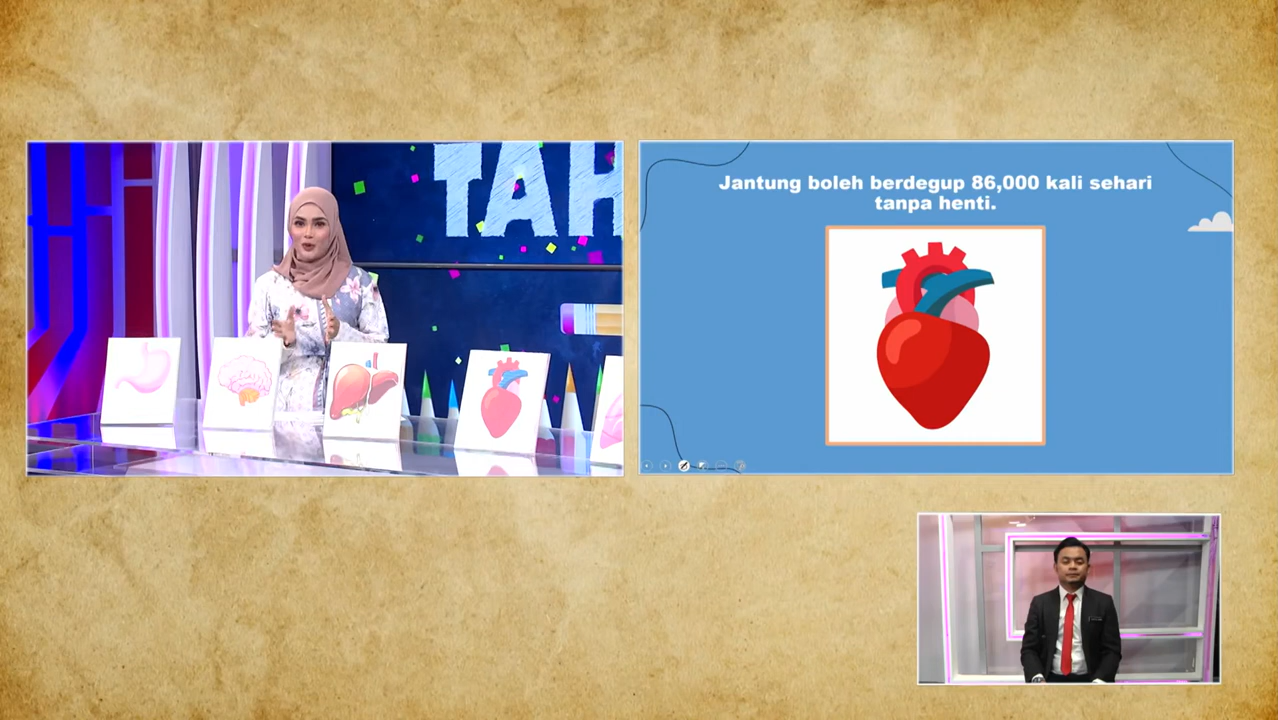 TAH
Jantung boleh berdegup 86,000 kali sehari
tanpa henti.